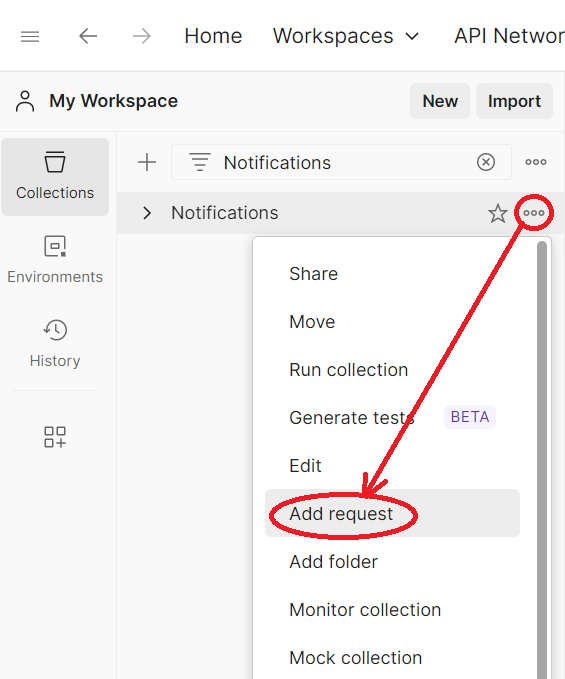 Home Workspaces API Networ
My Workspace New Import
Collections
Notifications
Notifications
Environments
History
Share
Move
Run collection
Generate tests BETA
Edit
Add request
Add folder
Monitor collection
Mock collection